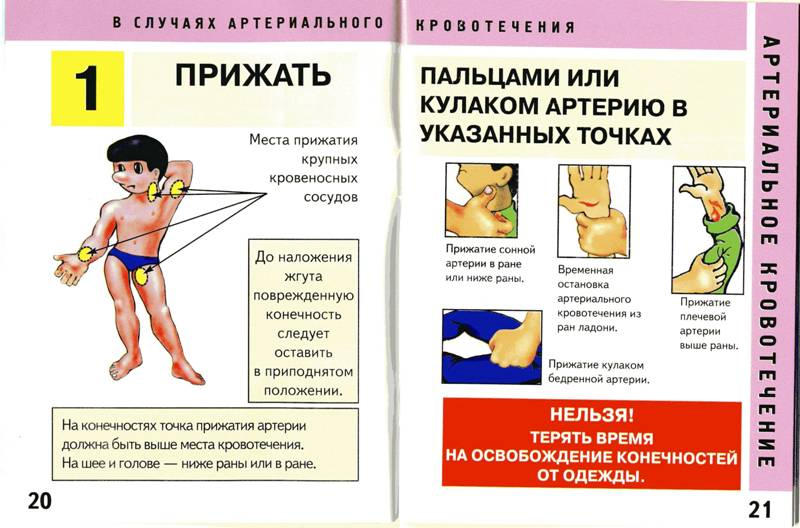 В СЛУЧАЯХ АРТЕРИАЛЬНОГО
1
ПРИЖАТЬ
Места прижатия
крупных
кровеносных
сосудов
До наложения
жгута
поврежденную
конечность
следует
оставить
в приподнятом
положении.
На конечностях точка прижатия артерии
должна быть выше места кровотечения.
На шее и голове — ниже раны или в ране.
20
КРОВОТЕЧЕНИЯ
ПАЛЬЦАМИ ИЛИ
КУЛАКОМ АРТЕРИЮ В
УКАЗАННЫХ ТОЧКАХ
Прижатие сонной
артерии в ране
или ниже раны.
Временная
остановка
артериального
кровотечения из
ран ладони.
Прижатие
плечевой
артерии
выше раны.
Прижатие кулаком
бедренной артерии.
НЕЛЬЗЯ!
ТЕРЯТЬ ВРЕМЯ
НА ОСВОБОЖДЕНИЕ КОНЕЧНОСТЕЙ
ОТ ОДЕЖДЫ.
21
АРТЕРИАЛЬНОЕ КРОВОТЕЧЕНИЕ